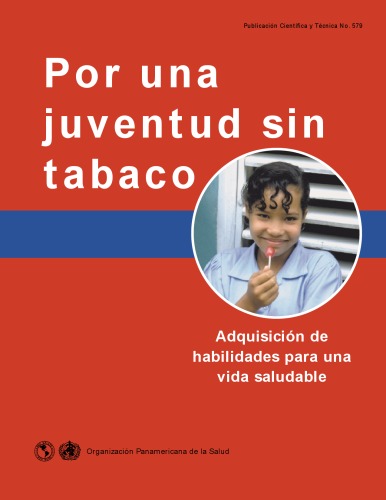 Publicación Científica y Técnica No. 579
Por una
juventud sin
tabaco
Adquisición de
habilidades para una
vida saludable
Organización Panamericana de la Salud